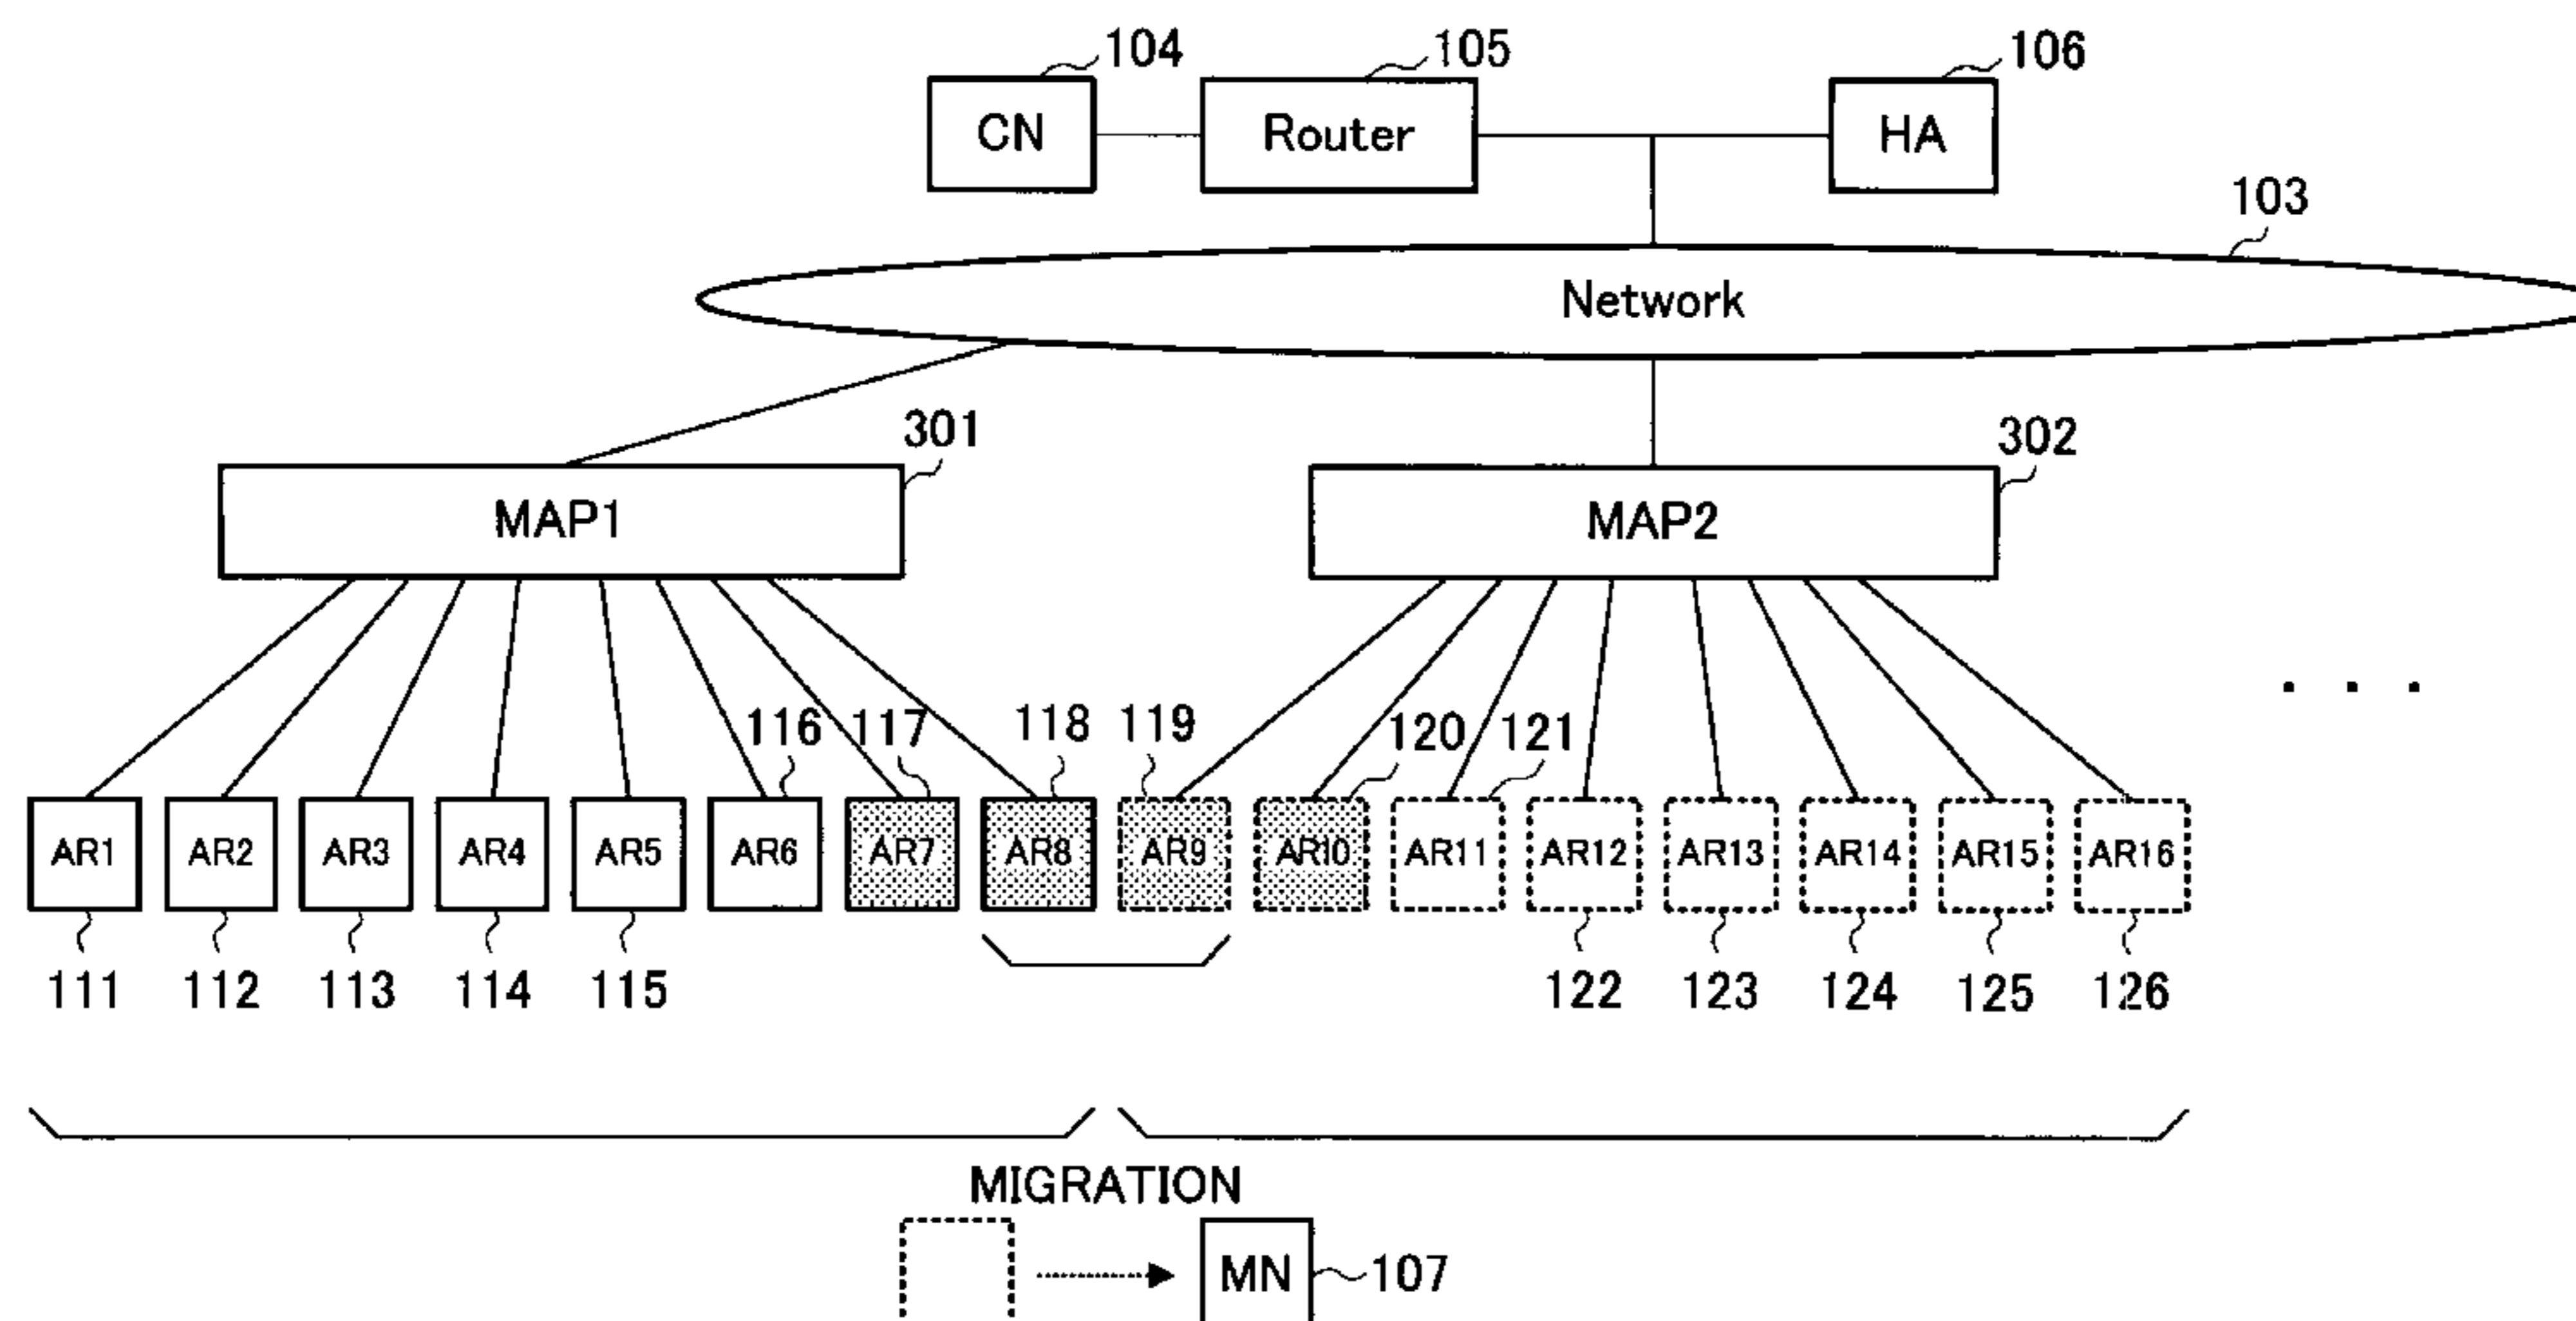 104 105 106
CN Router HA
103
Network
301 302
MAP1 MAP2
116 117 118 119 120 121
AR1 AR2 AR3 AR4 AR5 AR6 AR7 AR8 AR9 AR10 AR11 AR12 AR13 AR14 AR15 AR16
111 112 113 114 115 122 123 124 125 126
. . .
MIGRATION
MN 107